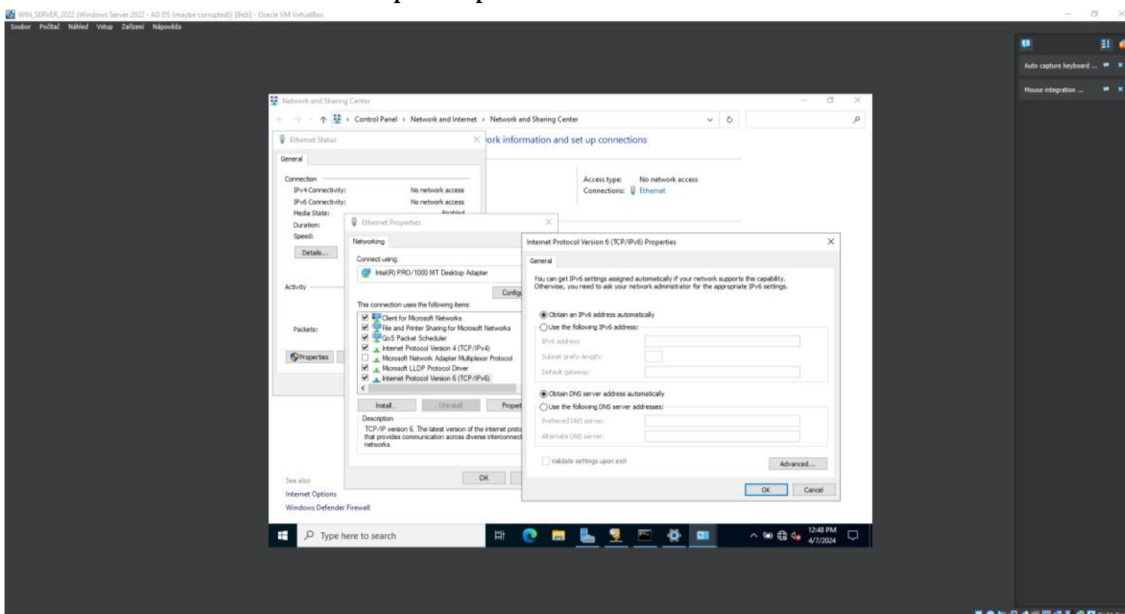 WIN_SERVER_2022 (Windows Server 2022 - AD DS (maybe corrupted)) [Beží] - Oracle VM VirtualBox
Soubor Počítač Náhled Vstup Zařízení Nápověda
Auto capture keyboard ...
Mouse integration ...
Network and Sharing Center
Control Panel › Network and Internet › Network and Sharing Center
ork information and set up connections
Access type: No network access
Connections: Ethernet
Ethernet Status
General
Connection
IPv4 Connectivity: No network access
IPv6 Connectivity: No network access
Media State: Enabled
Duration:
Speed:
Details...
Activity
Packets:
Properties
Ethernet Properties
Networking
Connect using:
Intel(R) PRO/1000 MT Desktop Adapter
Config
This connection uses the following items:
Client for Microsoft Networks
File and Printer Sharing for Microsoft Networks
QoS Packet Scheduler
Internet Protocol Version 4 (TCP/IPv4)
Microsoft Network Adapter Multiplexor Protocol
Microsoft LLDP Protocol Driver
Internet Protocol Version 6 (TCP/IPv6)
Install... Uninstall Propert
Description
TCP/IP version 6. The latest version of the internet proto
that provides communication across diverse interconnect
networks.
OK
Internet Protocol Version 6 (TCP/IPv6) Properties
General
You can get IPv6 settings assigned automatically if your network supports this capability.
Otherwise, you need to ask your network administrator for the appropriate IPv6 settings.
Obtain an IPv6 address automatically
Use the following IPv6 address:
IPv6 address:
Subnet prefix length:
Default gateway:
Obtain DNS server address automatically
Use the following DNS server addresses:
Preferred DNS server:
Alternate DNS server:
Validate settings upon exit
Advanced...
OK Cancel
See also
Internet Options
Windows Defender Firewall
Type here to search
12:48 PM
4/7/2024